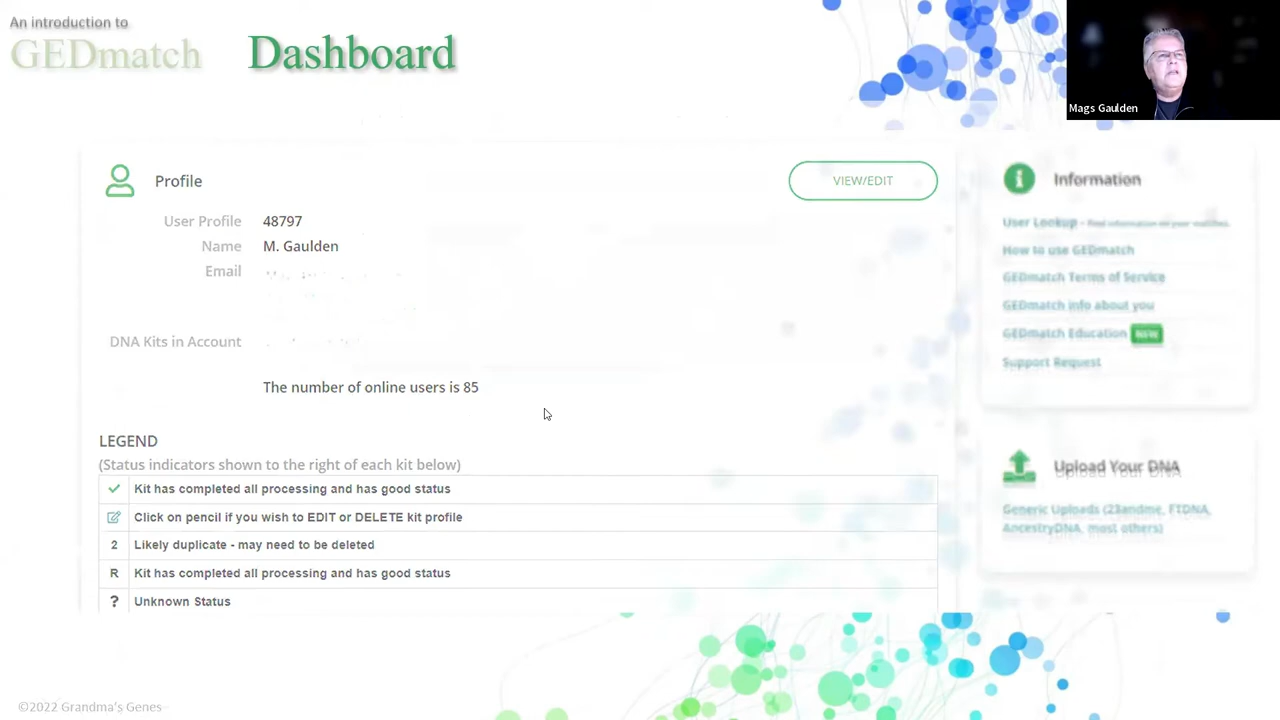 An introduction to
GEDmatch
Dashboard
Mags Gaulden
Profile
VIEW/EDIT
User Profile 48797
Name M. Gaulden
Email
DNA Kits in Account
The number of online users is 85
LEGEND
(Status indicators shown to the right of each kit below)
✓ Kit has completed all processing and has good status
Click on pencil if you wish to EDIT or DELETE kit profile
2 Likely duplicate - may need to be deleted
R Kit has completed all processing and has good status
? Unknown Status
Information
User Lookup - Find information on your matches.
How to use GEDmatch
GEDmatch Terms of Service
GEDmatch info about you
GEDmatch Education NEW
Support Request
Upload Your DNA
Generic Uploads (23andme, FTDNA,
AncestryDNA, most others)
©2022 Grandma's Genes